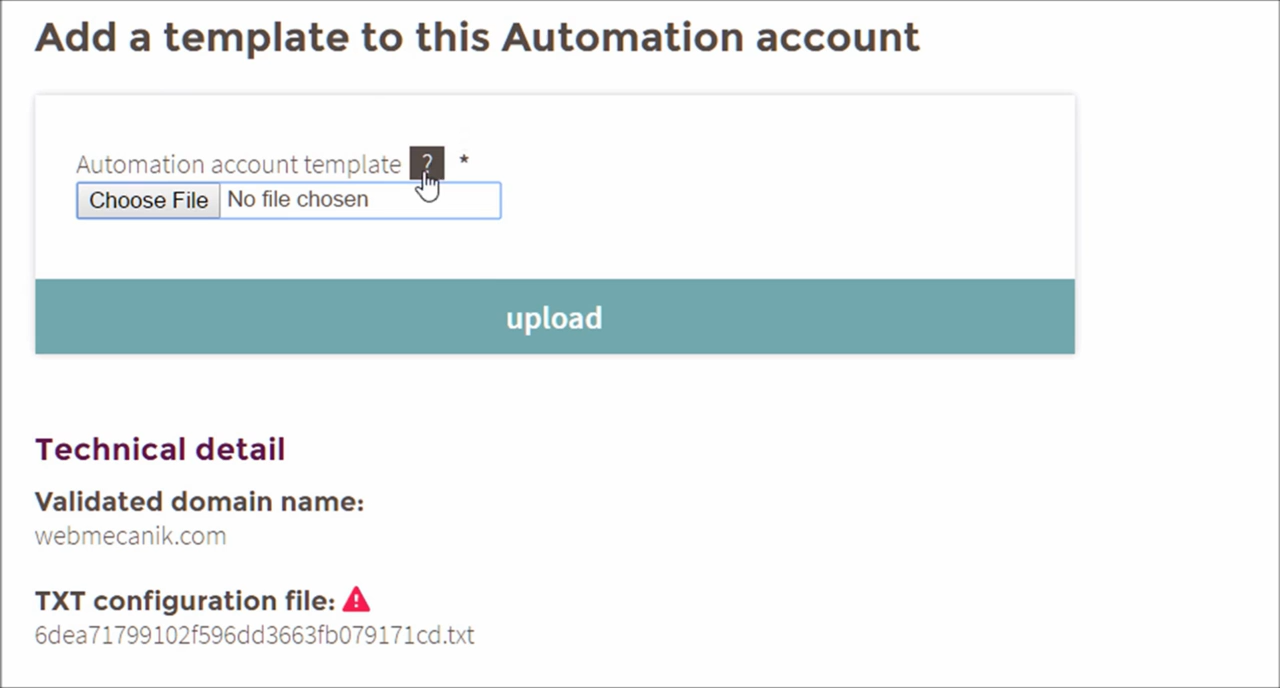 Add a template to this Automation account
Automation account template ? *
Choose File No file chosen
upload
Technical detail
Validated domain name:
webmecanik.com
TXT configuration file:
6dea71799102f596dd3663fb079171cd.txt